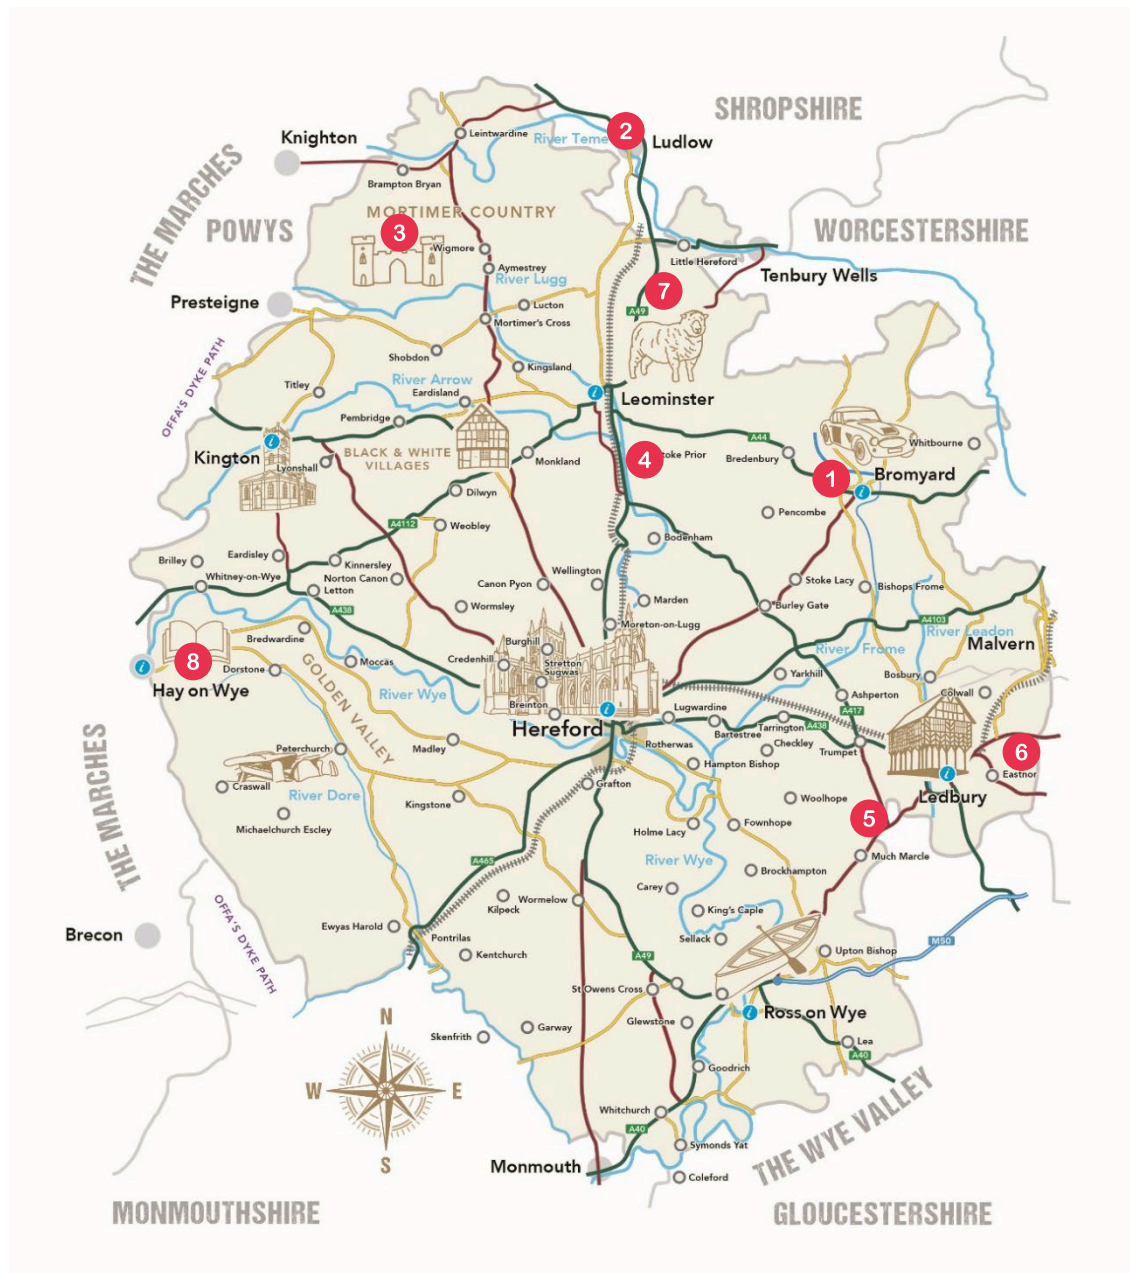 SHROPSHIRE
Knighton
Leintwardine
River Teme
2
Ludlow
THE MARCHES
Brampton Bryan
POWYS
MORTIMER COUNTRY
3
Wigmore
WORCESTERSHIRE
Little Hereford
Tenbury Wells
Aymestrey
River Lugg
Presteigne
7
Lucton
A49
Mortimer's Cross
OFFA'S DYKE PATH
Shobdon
Kingsland
Titley
River Arrow
Eardisland
Leominster
Pembridge
A44
Whitbourne
Kington
BLACK & WHITE
VILLAGES
Lyonshall
Monkland
4
toke Prior
Bredenbury
1
Bromyard
Dilwyn
Pencombe
A4112
Weobley
Bodenham
Brilley
Eardisley
Kinnersley
Norton Canon
Wellington
Canon Pyon
Stoke Lacy
Bishops Frome
Whitney-on-Wye
Letton
A438
Wormsley
Marden
Burley Gate
A4103
Moreton-on-Lugg
River Leadon
Bredwardine
Burghill
River Frome
Malvern
8
Dorstone
Moccas
Credenhill
Stretton
Sugwas
Yarkhill
Bosbury
Hay on Wye
GOLDEN VALLEY
River Wye
Ashperton
Colwall
Breinton
Lugwardine
A417
Hereford
Bartestree
Tarrington
A438
Peterchurch
Madley
Rotherwas
Checkley
Trumpet
6
Hampton Bishop
Eastnor
Craswall
River Dore
Grafton
Ledbury
THE MARCHES
Kingstone
Woolhope
5
Michaelchurch Escley
Holme Lacy
Fownhope
A465
River Wye
Much Marcle
Brockhampton
Carey
Kilpeck
Wormelow
King's Caple
OFFA'S DYKE PATH
Ewyas Harold
Brecon
Pontrilas
Sellack
M50
Kentchurch
A49
Upton Bishop
St Owens Cross
Ross on Wye
N
Skenfrith
Garway
Glewstone
Lea
A40
W
E
Goodrich
Whitchurch
A40
S
Monmouth
Symonds Yat
Coleford
THE WYE VALLEY
MONMOUTHSHIRE
GLOUCESTERSHIRE